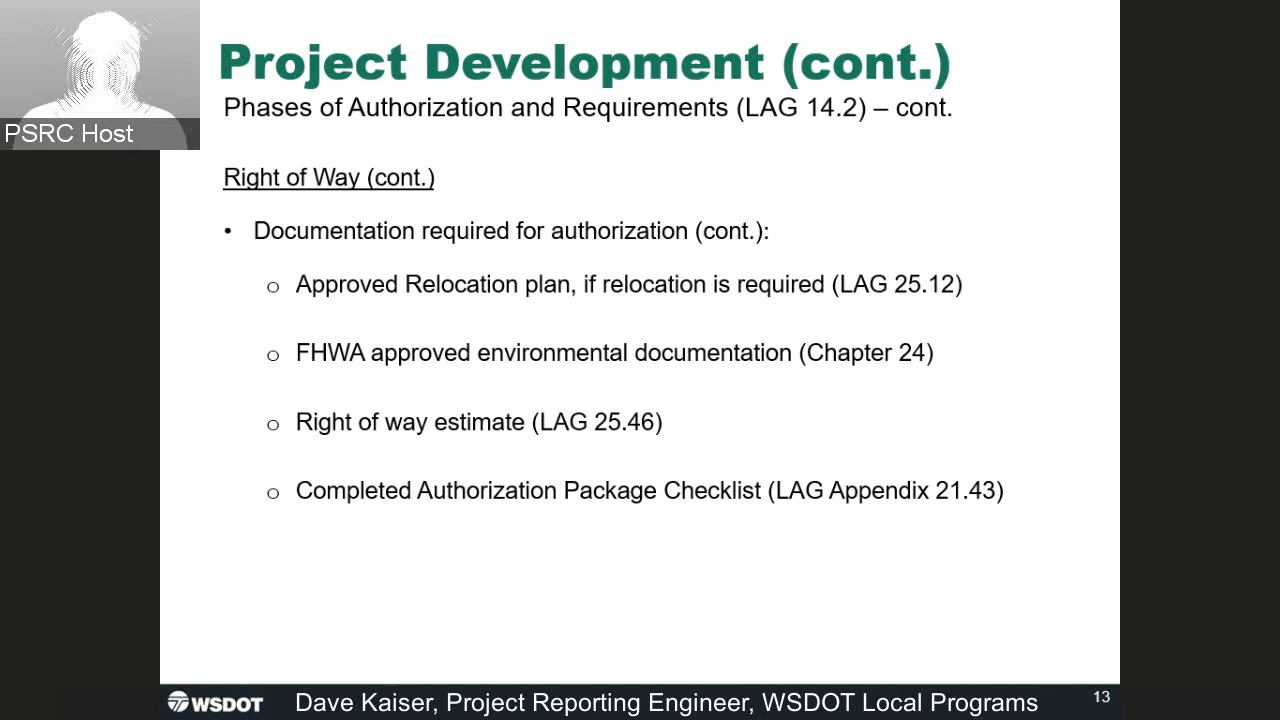 Project Development (cont.)
Phases of Authorization and Requirements (LAG 14.2) – cont.
PSRC Host
Right of Way (cont.)
• Documentation required for authorization (cont.):
o Approved Relocation plan, if relocation is required (LAG 25.12)
o FHWA approved environmental documentation (Chapter 24)
o Right of way estimate (LAG 25.46)
o Completed Authorization Package Checklist (LAG Appendix 21.43)
WSDOT Dave Kaiser, Project Reporting Engineer, WSDOT Local Programs 13